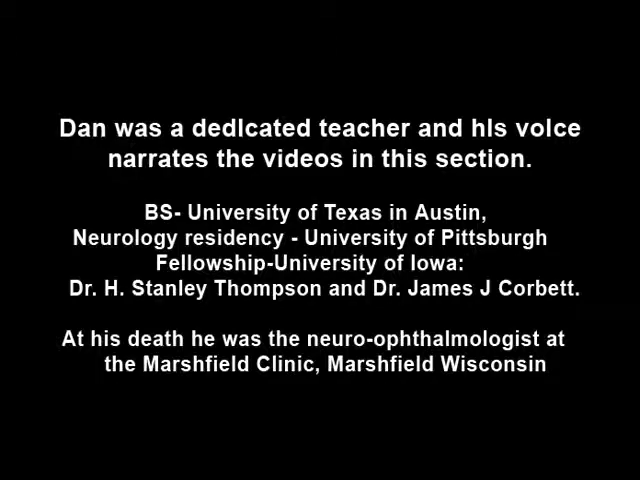 Dan was a dedicated teacher and his voice
narrates the videos in this section.
BS- University of Texas in Austin,
Neurology residency - University of Pittsburgh
Fellowship-University of Iowa:
Dr. H. Stanley Thompson and Dr. James J Corbett.
At his death he was the neuro-ophthalmologist at
the Marshfield Clinic, Marshfield Wisconsin